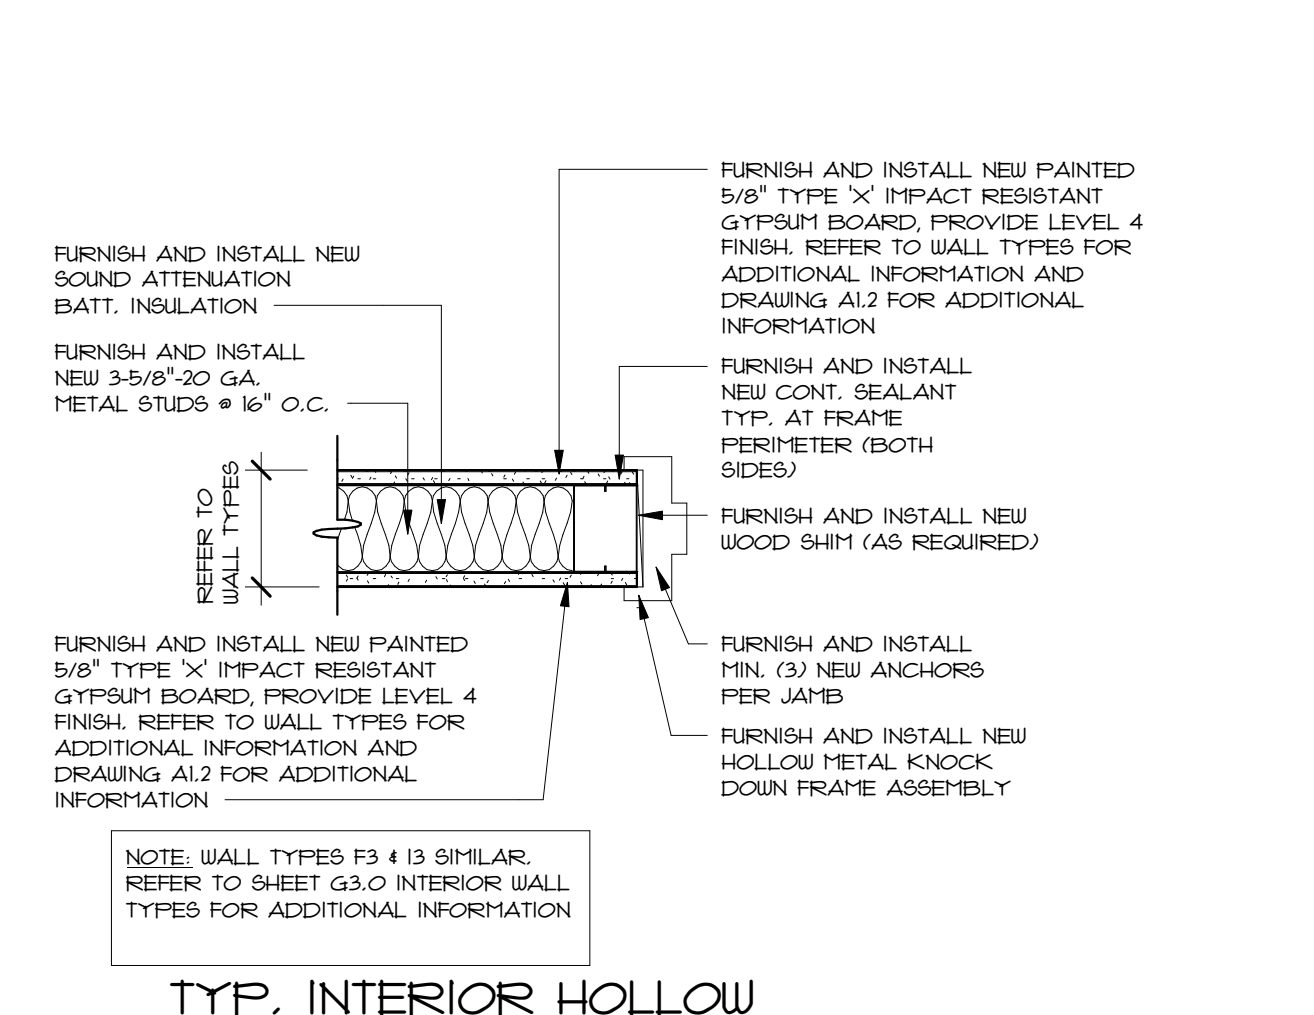 FURNISH AND INSTALL NEW PAINTED
5/8" TYPE 'X' IMPACT RESISTANT
GYPSUM BOARD, PROVIDE LEVEL 4
FINISH. REFER TO WALL TYPES FOR
ADDITIONAL INFORMATION AND
DRAWING A1.2 FOR ADDITIONAL
INFORMATION
FURNISH AND INSTALL NEW
SOUND ATTENUATION
BATT. INSULATION
FURNISH AND INSTALL
NEW 3-5/8"-20 GA.
METAL STUDS @ 16" O.C.
FURNISH AND INSTALL
NEW CONT. SEALANT
TYP. AT FRAME
PERIMETER (BOTH
SIDES)
REFER TO
WALL TYPES
FURNISH AND INSTALL NEW
WOOD SHIM (AS REQUIRED)
FURNISH AND INSTALL NEW PAINTED
5/8" TYPE 'X' IMPACT RESISTANT
GYPSUM BOARD, PROVIDE LEVEL 4
FINISH. REFER TO WALL TYPES FOR
ADDITIONAL INFORMATION AND
DRAWING A1.2 FOR ADDITIONAL
INFORMATION
FURNISH AND INSTALL
MIN. (3) NEW ANCHORS
PER JAMB
FURNISH AND INSTALL NEW
HOLLOW METAL KNOCK
DOWN FRAME ASSEMBLY
NOTE: WALL TYPES F3 & I3 SIMILAR.
REFER TO SHEET G3.0 INTERIOR WALL
TYPES FOR ADDITIONAL INFORMATION
TYP. INTERIOR HOLLOW